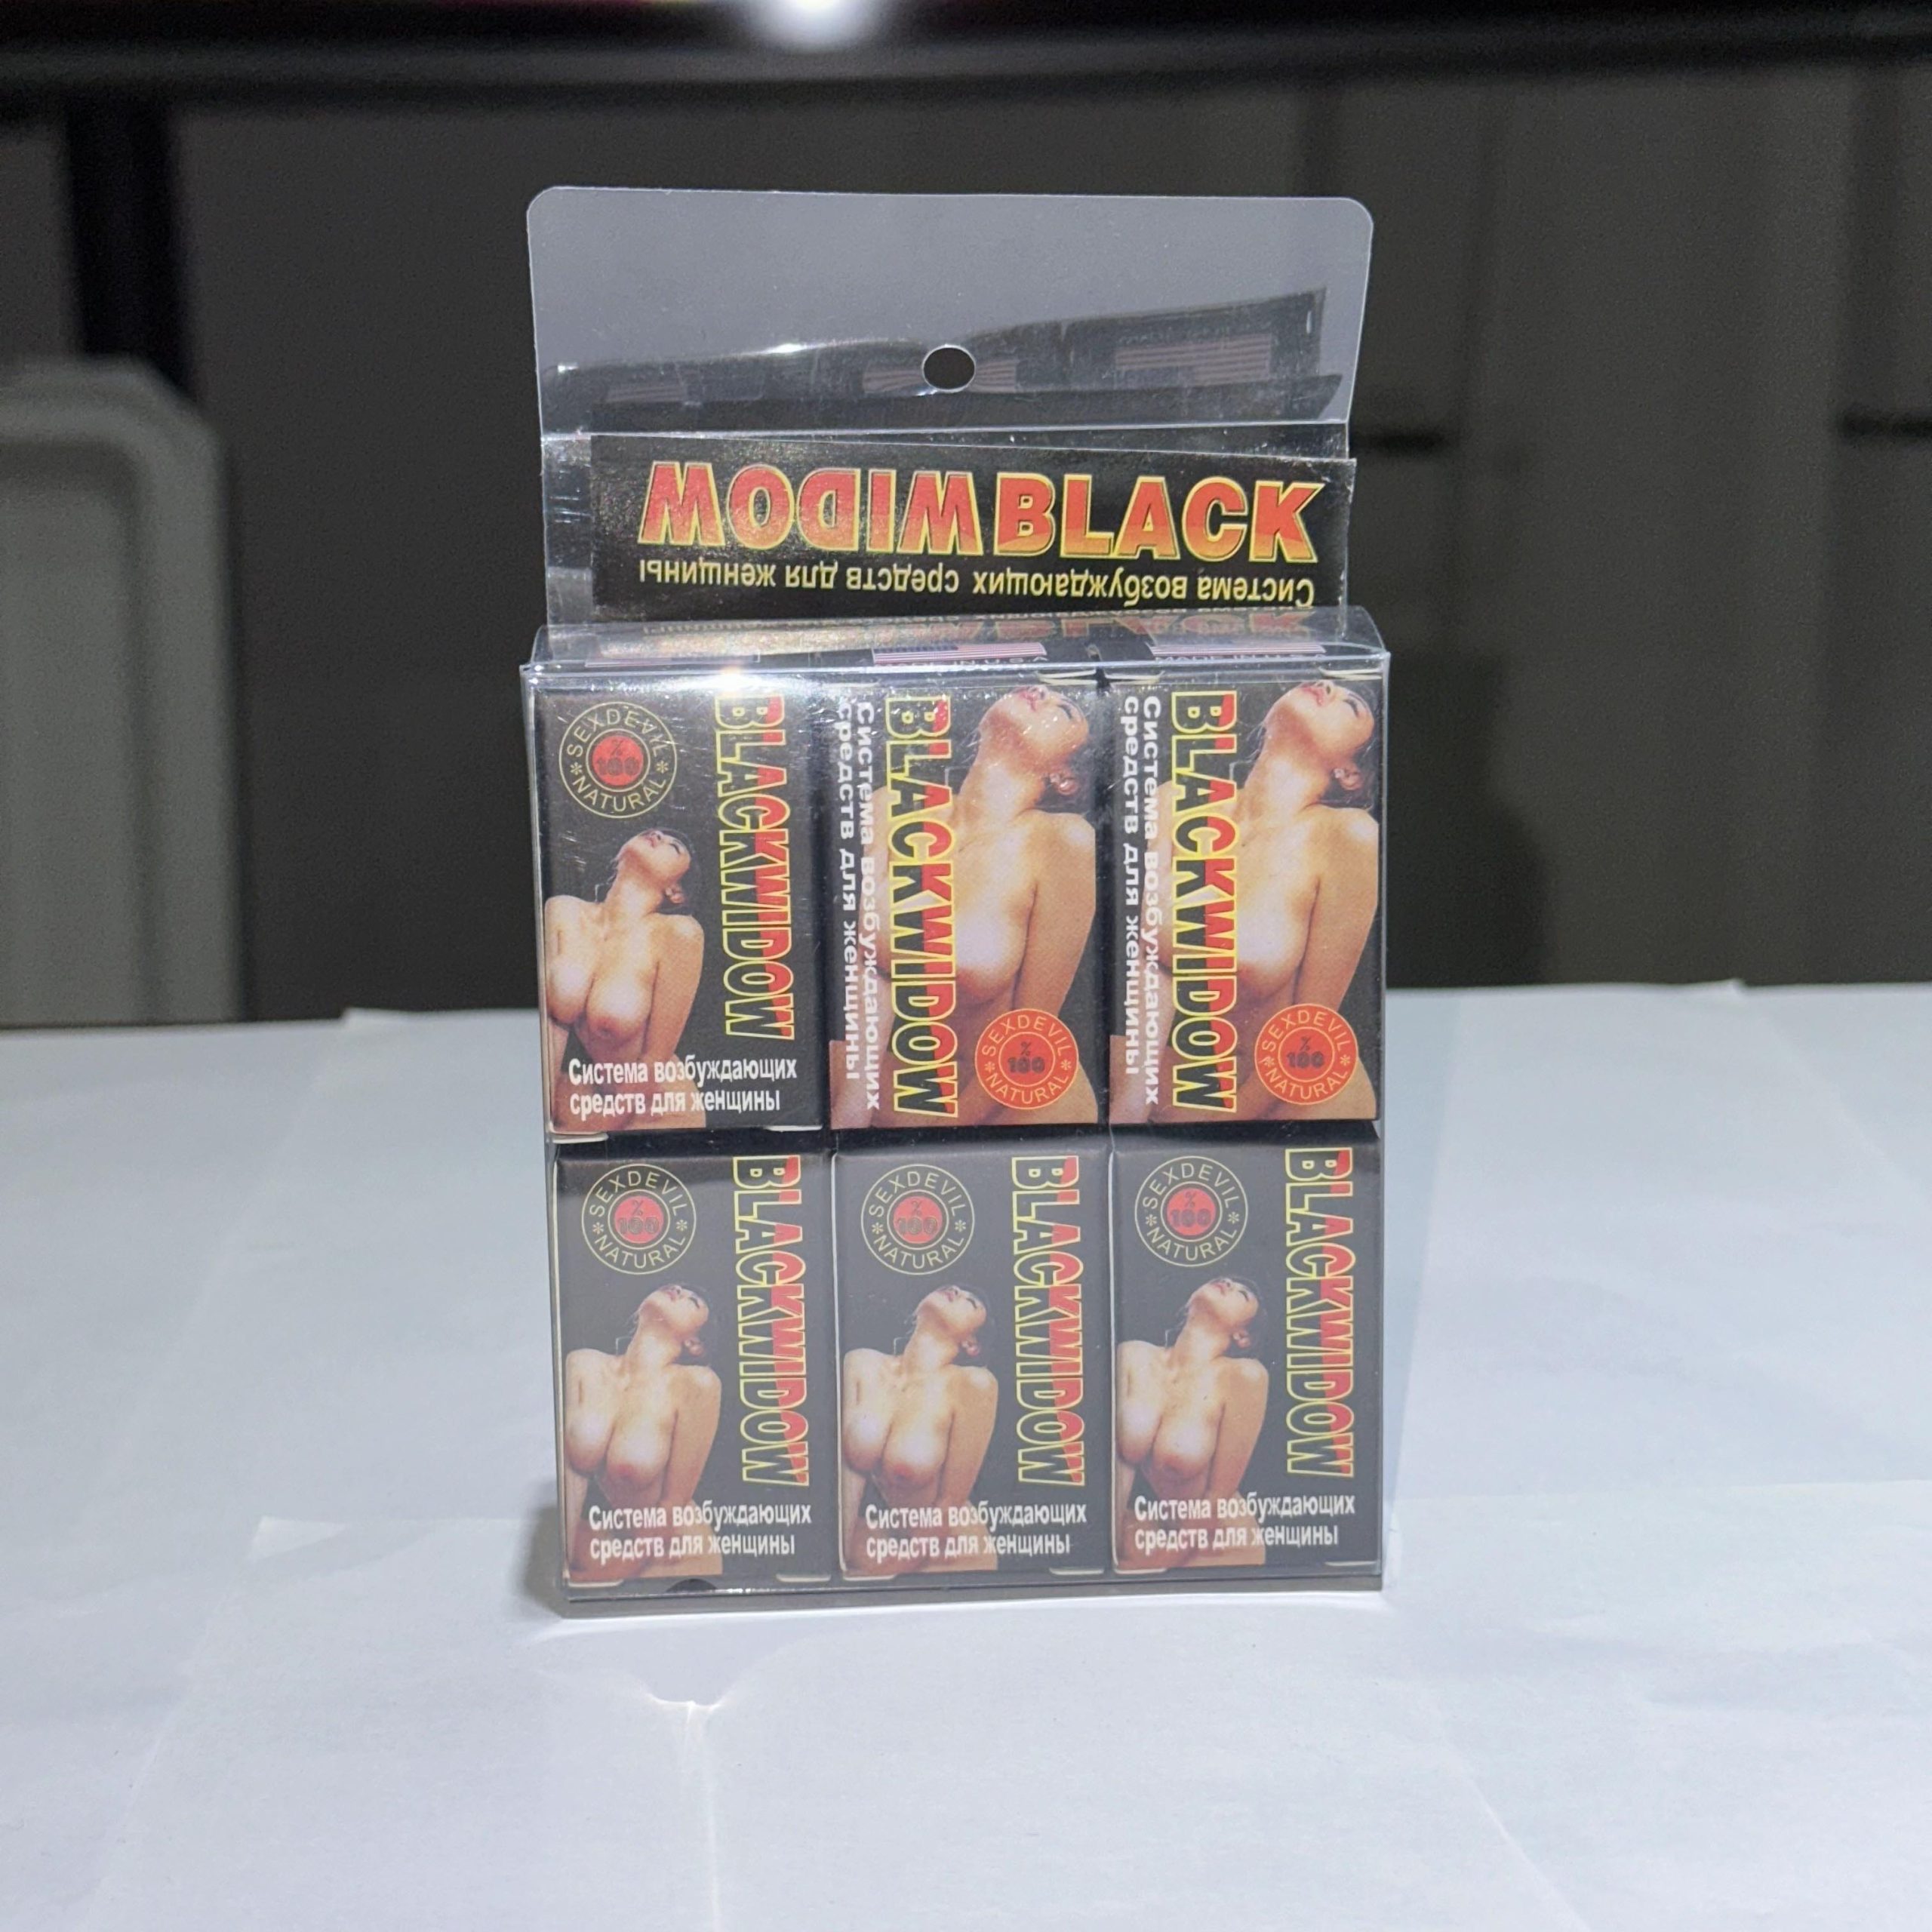 WIDOW BLACK
Система возбуждающих средств для женщины
SEXDEVIL
% 100
NATURAL
BLACKWIDOW
Система возбуждающих
средств для женщины
BLACKWIDOW
Система возбуждающих
средств для женщины
SEXDEVIL
% 100
NATURAL
BLACKWIDOW
Система возбуждающих
средств для женщины
SEXDEVIL
% 100
NATURAL
SEXDEVIL
% 100
NATURAL
BLACKWIDOW
Система возбуждающих
средств для женщины
SEXDEVIL
% 100
NATURAL
BLACKWIDOW
Система возбуждающих
средств для женщины
SEXDEVIL
% 100
NATURAL
BLACKWIDOW
Система возбуждающих
средств для женщины